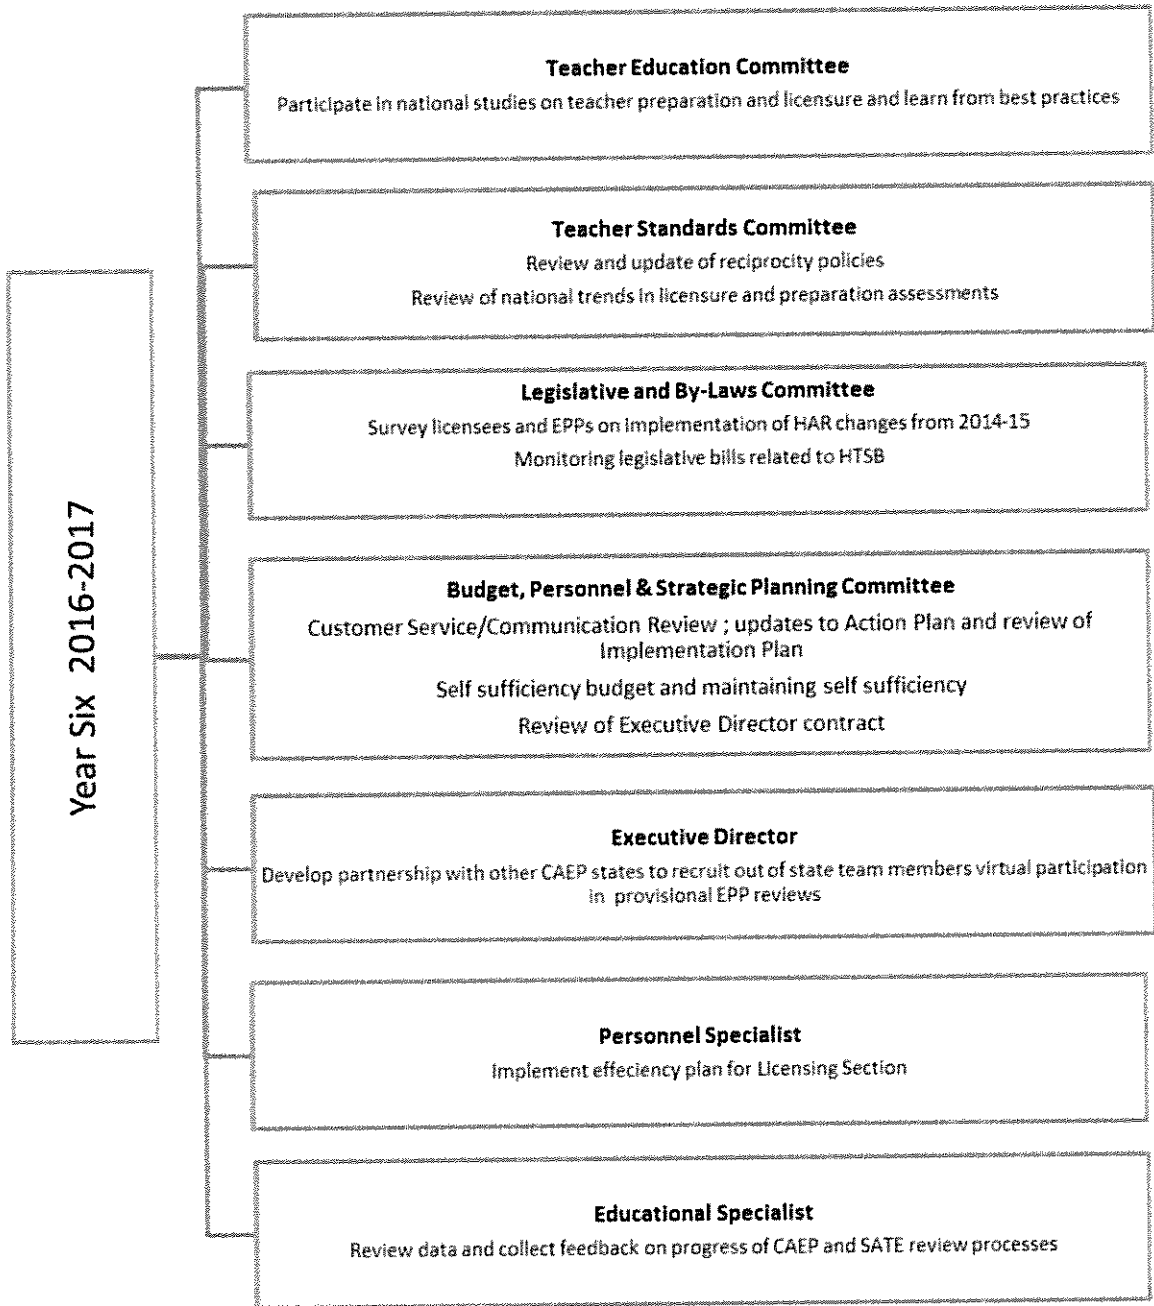 Year Six 2016-2017
Teacher Education Committee
Participate in national studies on teacher preparation and licensure and learn from best practices
Teacher Standards Committee
Review and update of reciprocity policies
Review of national trends in licensure and preparation assessments
Legislative and By-Laws Committee
Survey licensees and EPPs on implementation of HAR changes from 2014-15
Monitoring legislative bills related to HTSB
Budget, Personnel & Strategic Planning Committee
Customer Service/Communication Review ; updates to Action Plan and review of
Implementation Plan
Self sufficiency budget and maintaining self sufficiency
Review of Executive Director contract
Executive Director
Develop partnership with other CAEP states to recruit out of state team members virtual participation
in provisional EPP reviews
Personnel Specialist
Implement effeciency plan for Licensing Section
Educational Specialist
Review data and collect feedback on progress of CAEP and SATE review processes